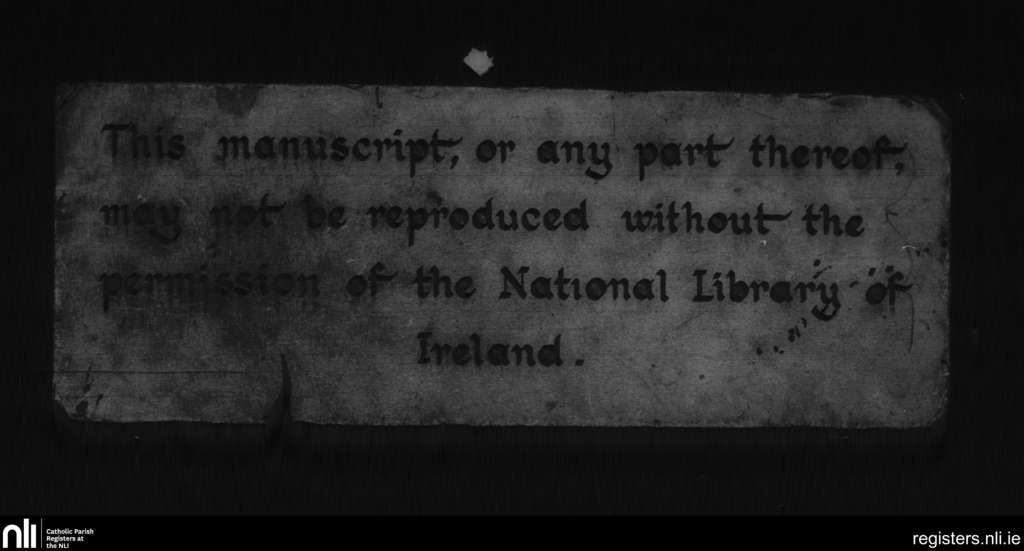 This manuscript, or any part thereof,
may not be reproduced without the
permission of the National Library of
Ireland.
nli
Catholic Parish
Registers at
the NLI
registers.nli.ie